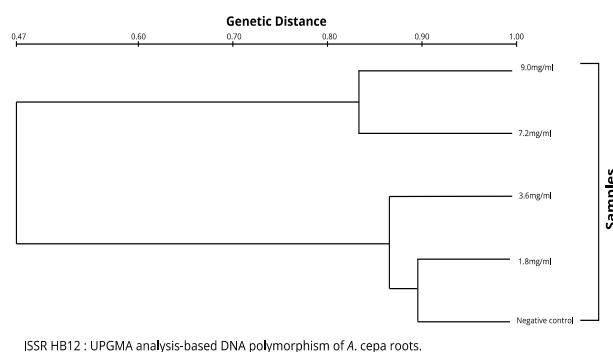 Genetic Distance
0.47 0.60 0.70 0.80 0.90 1.00
9.0mg/ml
7.2mg/ml
3.6mg/ml
1.8mg/ml
Negative control
Samples
ISSR HB12 : UPGMA analysis-based DNA polymorphism of A. cepa roots.